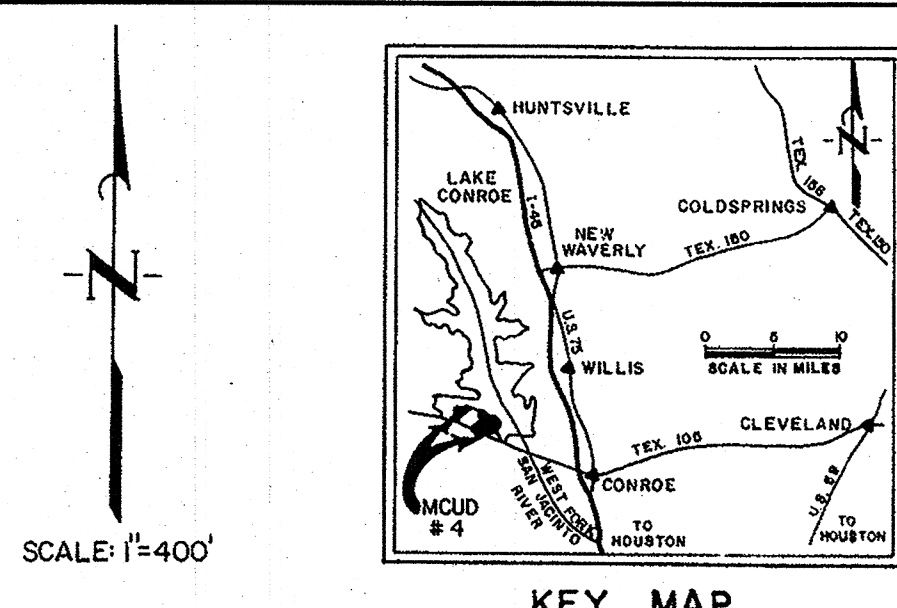 N
SCALE: 1"=400'
HUNTSVILLE
LAKE
CONROE
I-45
N
TEX. 156
COLDSPRINGS
TEX.150
NEW
WAVERLY
TEX. 150
U.S. 75
WILLIS
0 5 10
SCALE IN MILES
CLEVELAND
TEX. 105
U.S. 59
CONROE
WEST FORK
SAN JACINTO
RIVER
MCUD
# 4
TO
HOUSTON
TO
HOUSTON
KEY MAP